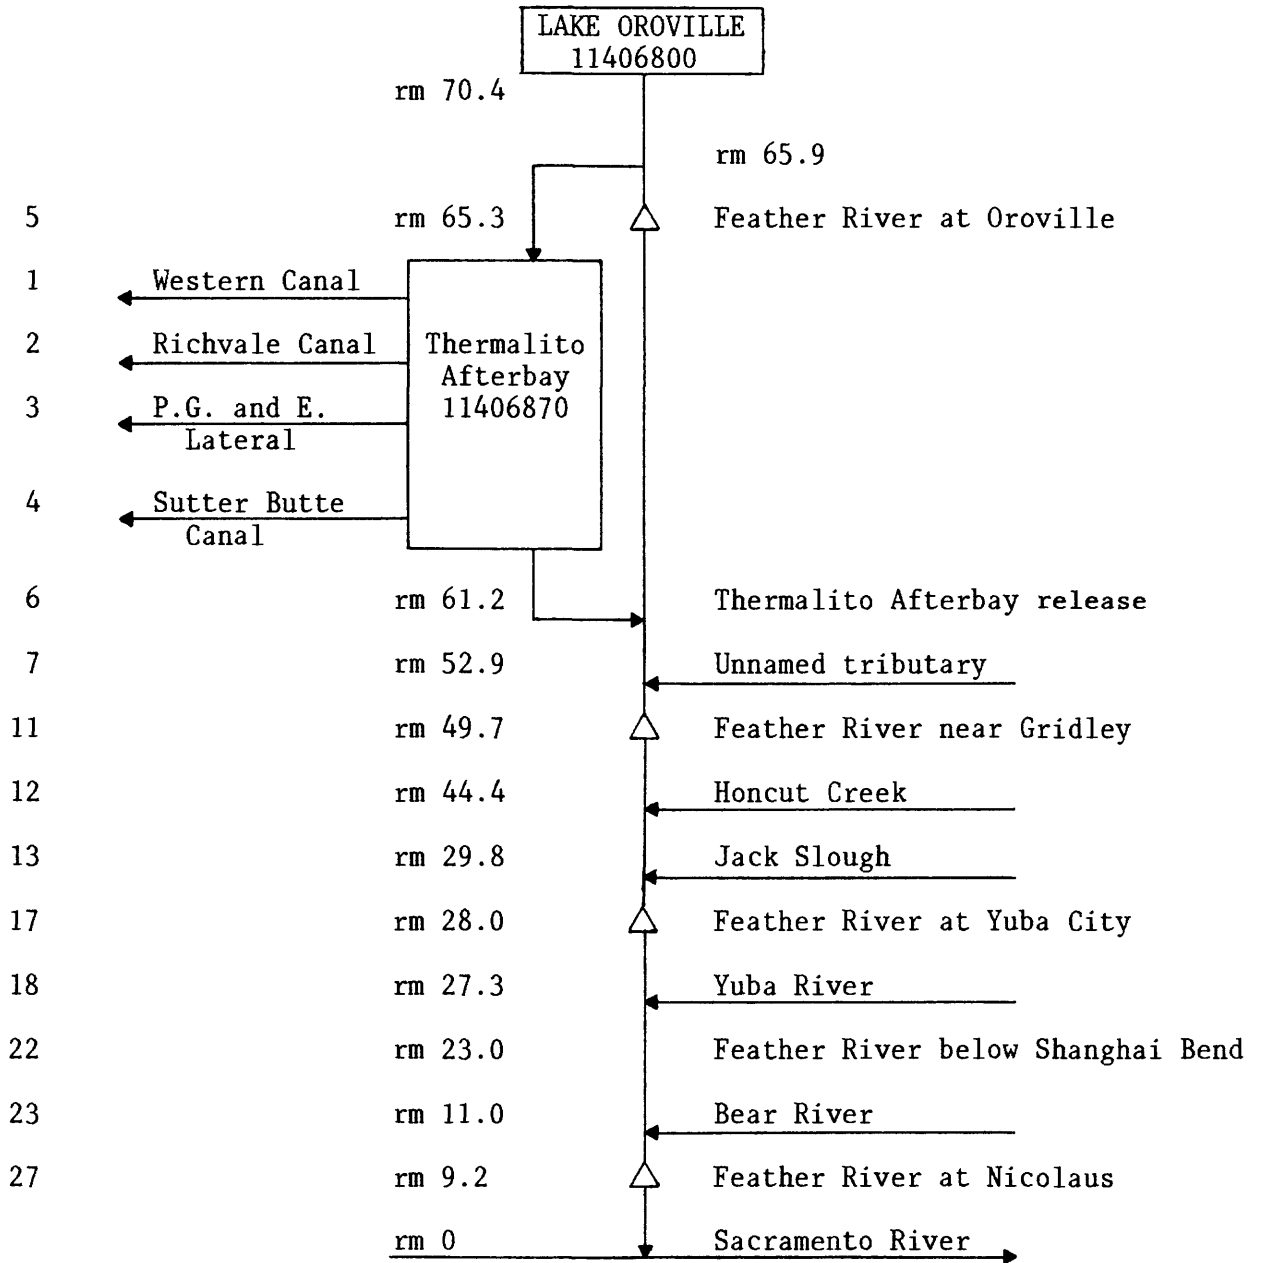 LAKE OROVILLE
11406800
rm 70.4
rm 65.9
5 rm 65.3 Feather River at Oroville
1 Western Canal
2 Richvale Canal Thermalito
Afterbay
3 P.G. and E. 11406870
Lateral
4 Sutter Butte
Canal
6 rm 61.2 Thermalito Afterbay release
7 rm 52.9 Unnamed tributary
11 rm 49.7 Feather River near Gridley
12 rm 44.4 Honcut Creek
13 rm 29.8 Jack Slough
17 rm 28.0 Feather River at Yuba City
18 rm 27.3 Yuba River
22 rm 23.0 Feather River below Shanghai Bend
23 rm 11.0 Bear River
27 rm 9.2 Feather River at Nicolaus
rm 0 Sacramento River